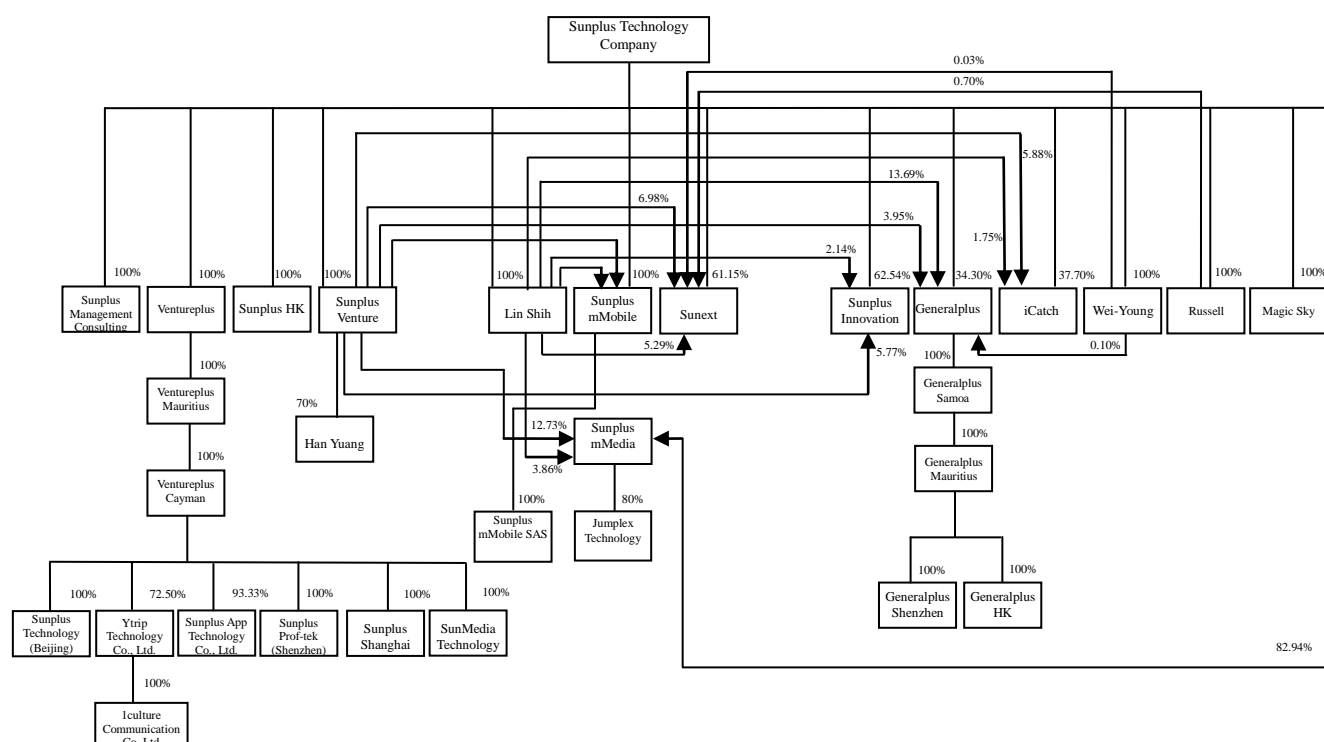 Sunplus Technology
Company
0.03%
0.70%
5.88%
13.69%
6.98%
3.95%
1.75%
2.14%
100%
100%
100%
100%
100%
100%
61.15%
62.54%
34.30%
37.70%
100%
100%
100%
Sunplus
Management
Consulting
Ventureplus
Sunplus HK
Sunplus
Venture
Lin Shih
Sunplus
mMobile
Sunext
Sunplus
Innovation
Generalplus
iCatch
Wei-Young
Russell
Magic Sky
5.29%
5.77%
0.10%
100%
100%
Ventureplus
Mauritius
Generalplus
Samoa
70%
Han Yuang
12.73%
Sunplus
mMedia
3.86%
100%
100%
Ventureplus
Cayman
Generalplus
Mauritius
100%
80%
Sunplus
mMobile SAS
Jumplex
Technology
100%
100%
Generalplus
Shenzhen
Generalplus
HK
100%
72.50%
93.33%
100%
100%
100%
Sunplus
Technology
(Beijing)
Ytrip
Technology
Co., Ltd.
Sunplus App
Technology
Co., Ltd.
Sunplus
Prof-tek
(Shenzhen)
Sunplus
Shanghai
SunMedia
Technology
82.94%
100%
1culture
Communication
Co. Ltd